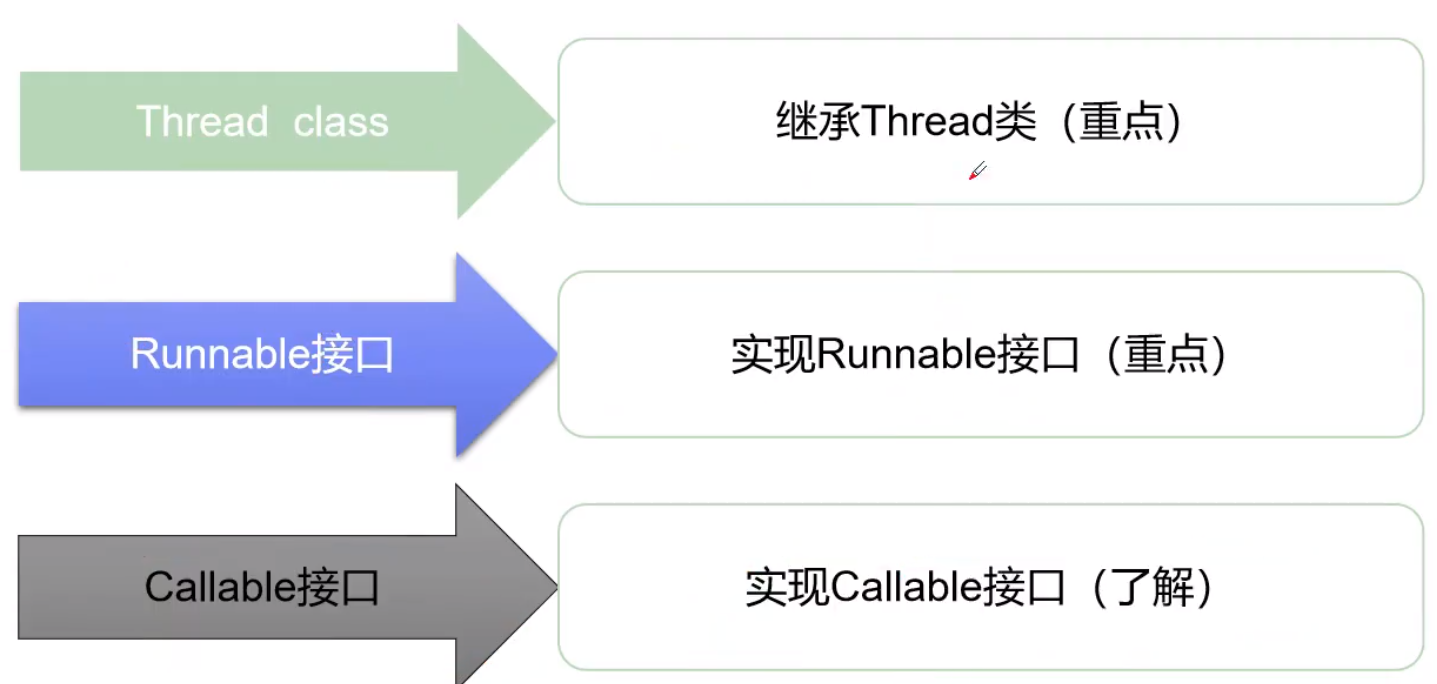 Thread  class
继承Thread类（重点）
Runnable接口
实现Runnable接口（重点）
Callable接口
实现Callable接口（了解）